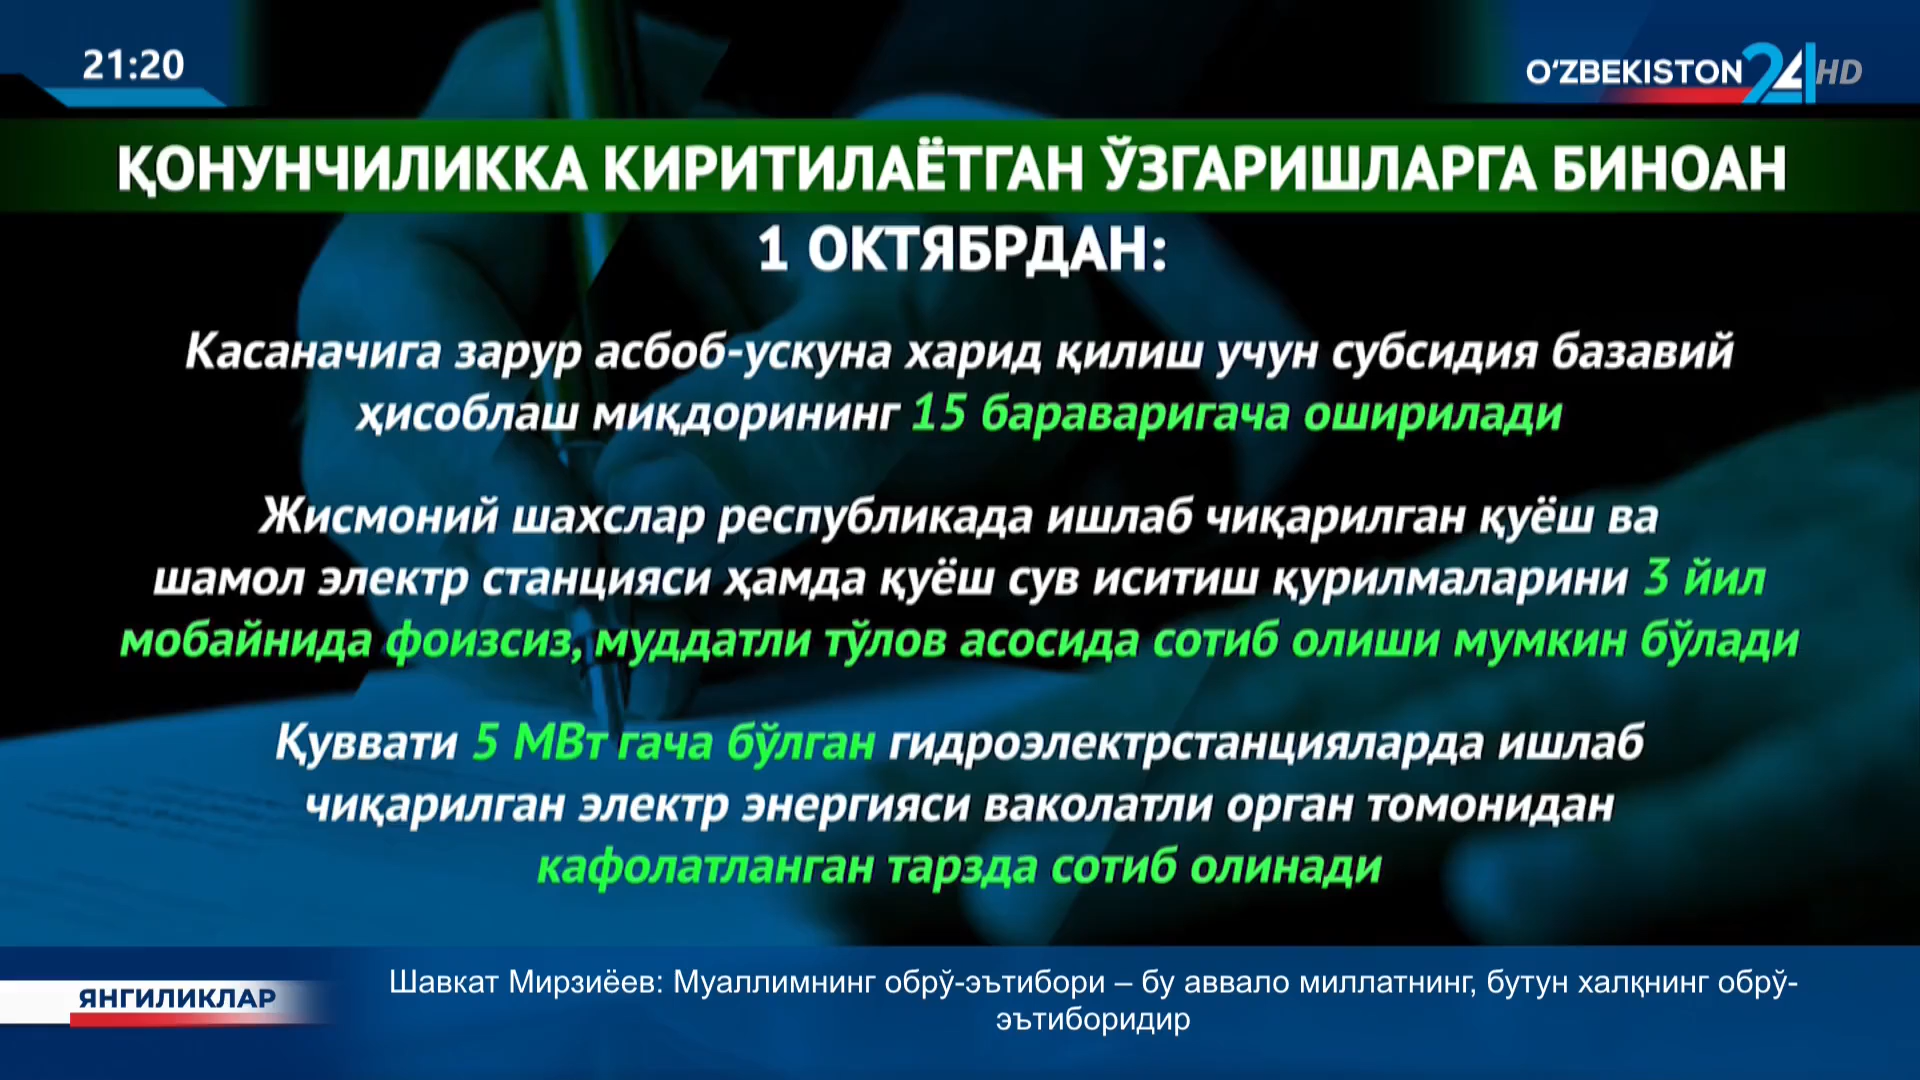 21:20
O‘ZBEKISTON 24 HD
ҚОНУНЧИЛИККА КИРИТИЛАЁТГАН ЎЗГАРИШЛАРГА БИНОАН
1 ОКТЯБРДАН:
Касаначига зарур асбоб-ускуна харид қилиш учун субсидия базавий
ҳисоблаш миқдорининг 15 бараваригача оширилади
Жисмоний шахслар республикада ишлаб чиқарилган қуёш ва
шамол электр станцияси ҳамда қуёш сув иситиш қурилмаларини 3 йил
мобайнида фоизсиз, муддатли тўлов асосида сотиб олиши мумкин бўлади
Қуввати 5 МВт гача бўлган гидроэлектрстанцияларда ишлаб
чиқарилган электр энергияси ваколатли орган томонидан
кафолатланган тарзда сотиб олинади
ЯНГИЛИКЛАР
Шавкат Мирзиёев: Муаллимнинг обрў-эътибори – бу аввало миллатнинг, бутун халқнинг обрў-
эътиборидир